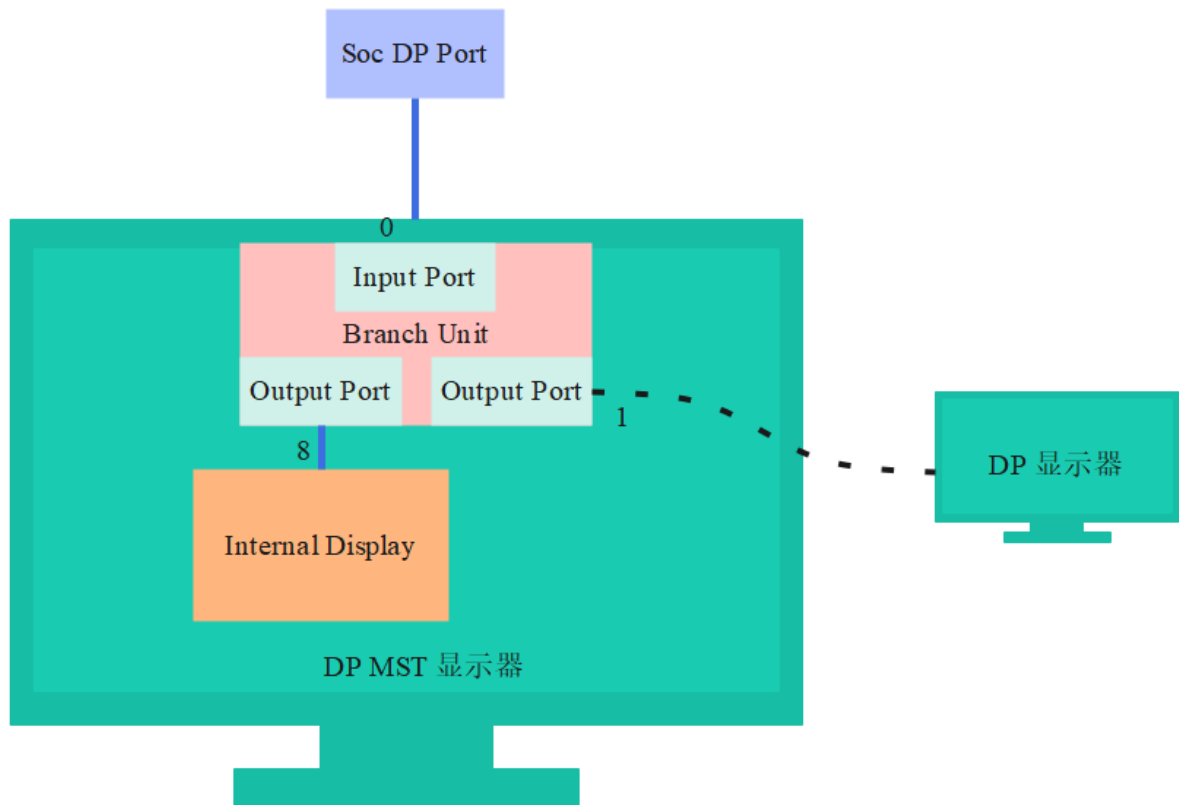 Soc DP Port
0
Input Port
Branch Unit
Output Port
Output Port
1
8
DP 显示器
Internal Display
DP MST 显示器